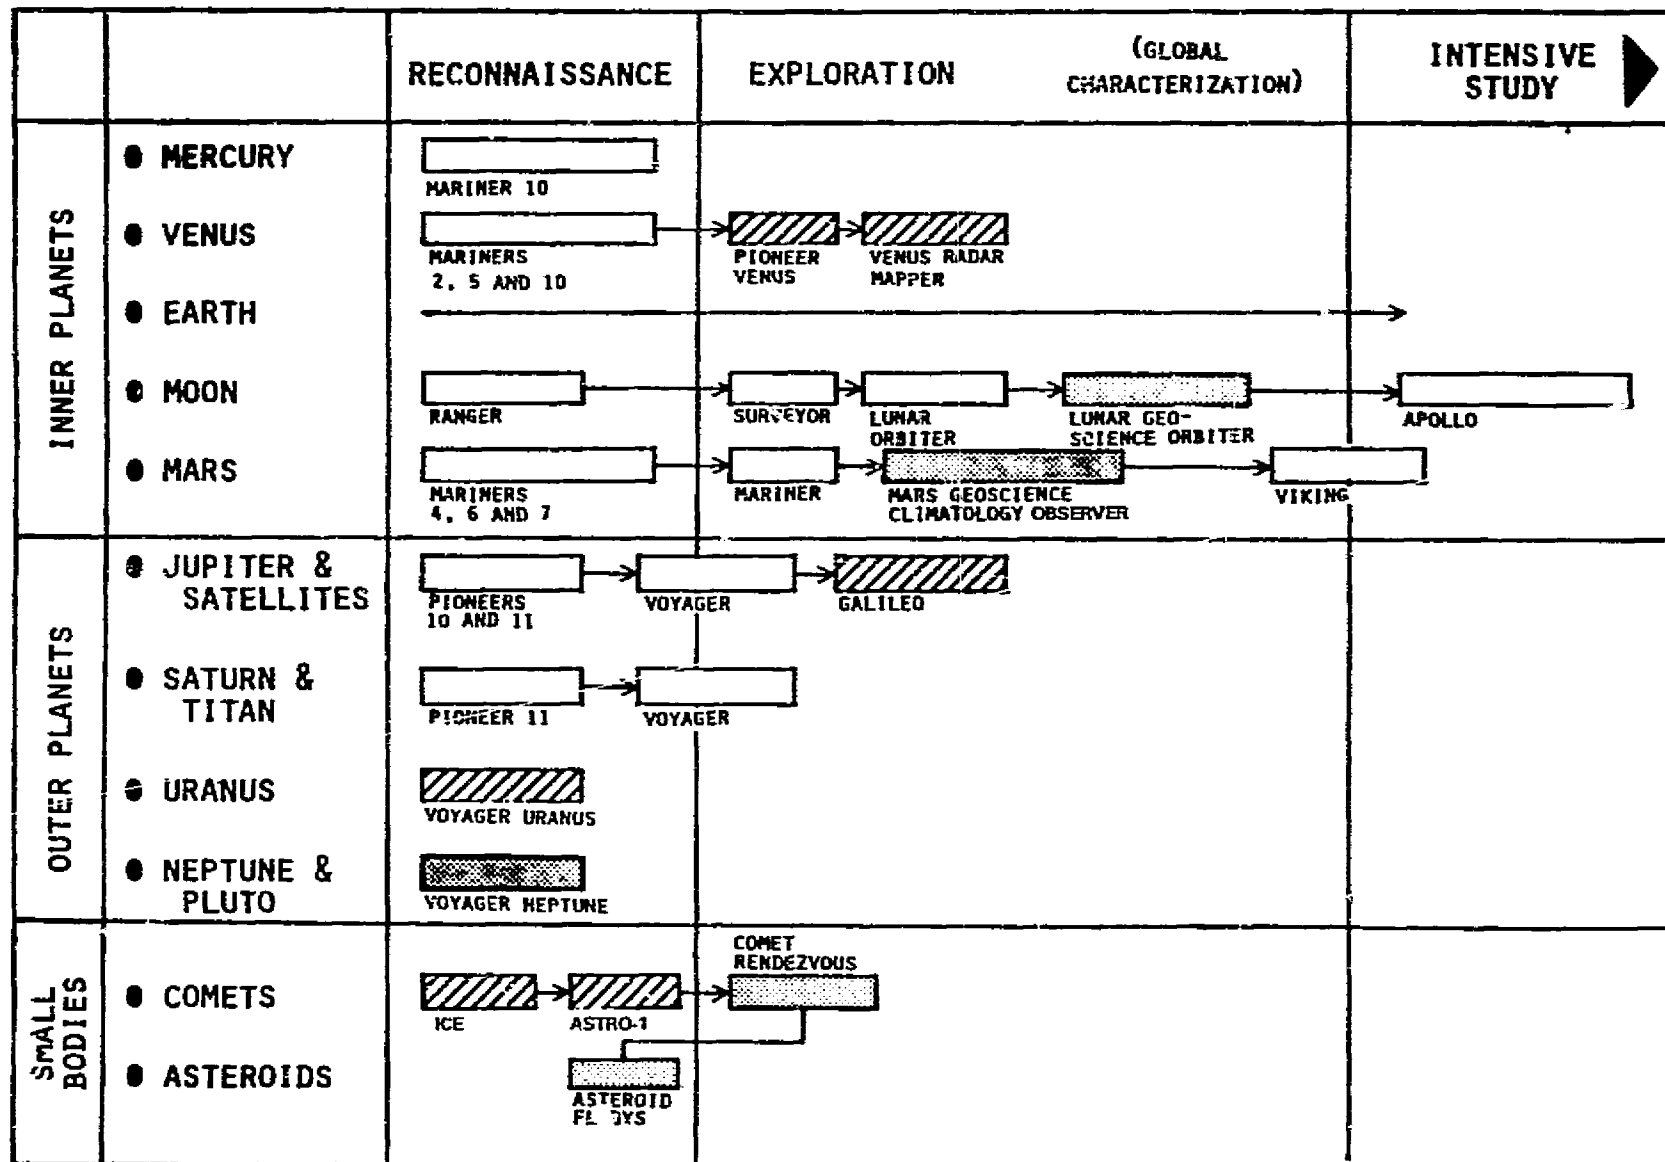 RECONNAISSANCE
EXPLORATION
(GLOBAL
CHARACTERIZATION)
INTENSIVE
STUDY
INNER PLANETS
MERCURY
MARINER 10
VENUS
MARINERS
2, 5 AND 10
PIONEER
VENUS
VENUS RADAR
MAPPER
EARTH
MOON
RANGER
SURVEYOR
LUNAR
ORBITER
LUNAR GEO-
SCIENCE ORBITER
APOLLO
MARS
MARINERS
4, 6 AND 7
MARINER
MARS GEOSCIENCE
CLIMATOLOGY OBSERVER
VIKING
OUTER PLANETS
JUPITER &
SATELLITES
PIONEERS
10 AND 11
VOYAGER
GALILEO
SATURN &
TITAN
PIONEER 11
VOYAGER
URANUS
VOYAGER URANUS
NEPTUNE &
PLUTO
VOYAGER NEPTUNE
SMALL
BODIES
COMETS
ICE
ASTRO-1
COMET
RENDEZVOUS
ASTEROIDS
ASTEROID